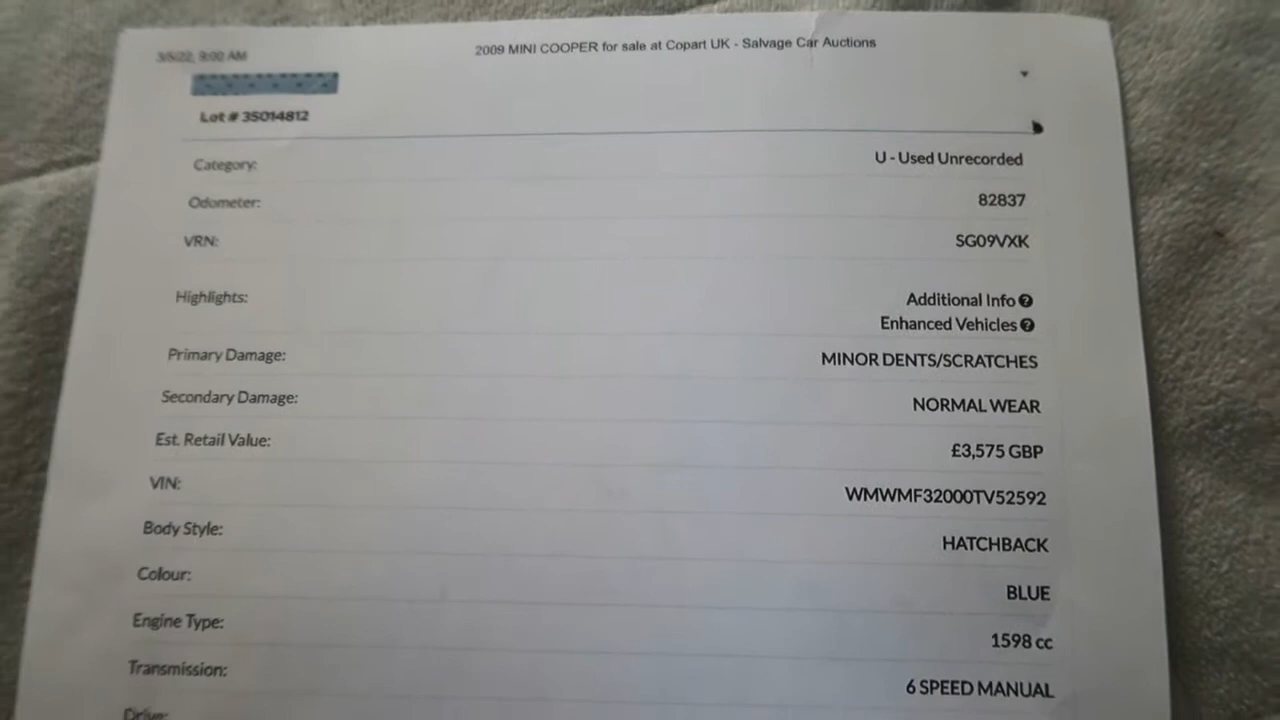 3/5/22, 9:00 AM
2009 MINI COOPER for sale at Copart UK - Salvage Car Auctions
Lot # 35014812
Category: U - Used Unrecorded
Odometer: 82837
VRN: SG09VXK
Highlights: Additional Info
Enhanced Vehicles
Primary Damage: MINOR DENTS/SCRATCHES
Secondary Damage: NORMAL WEAR
Est. Retail Value: £3,575 GBP
VIN: WMWMF32000TV52592
Body Style: HATCHBACK
Colour: BLUE
Engine Type: 1598 cc
Transmission: 6 SPEED MANUAL
Drive: